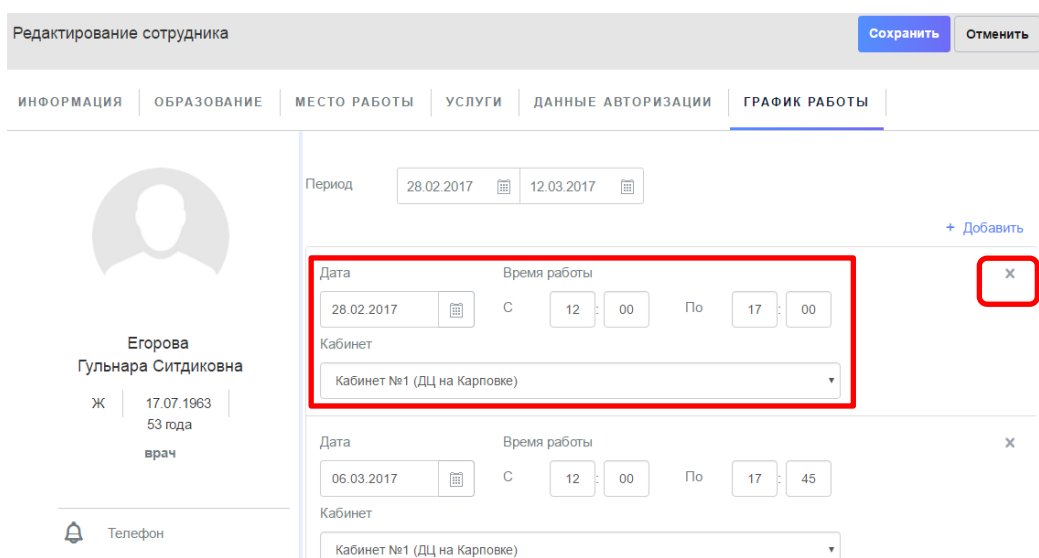 Редактирование сотрудника
Сохранить
Отменить
ИНФОРМАЦИЯ ОБРАЗОВАНИЕ МЕСТО РАБОТЫ УСЛУГИ ДАННЫЕ АВТОРИЗАЦИИ ГРАФИК РАБОТЫ
Период 28.02.2017 12.03.2017
+ Добавить
Дата Время работы
28.02.2017 С 12 : 00 По 17 : 00
Кабинет
Кабинет №1 (ДЦ на Карповке)
Егорова
Гульнара Ситдиковна
Ж 17.07.1963
53 года
врач
Телефон
Дата Время работы
06.03.2017 С 12 : 00 По 17 : 45
Кабинет
Кабинет №1 (ДЦ на Карповке)